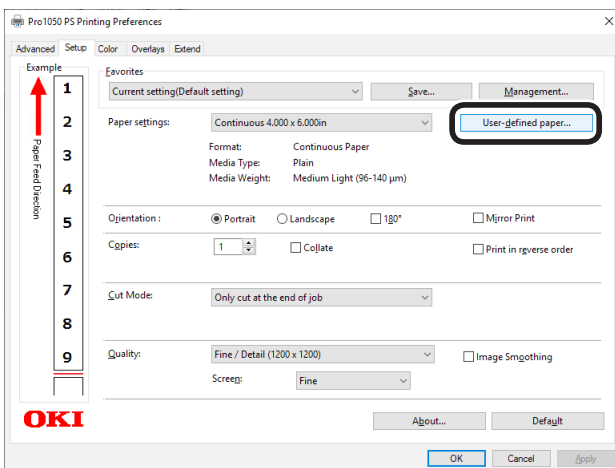 Pro1050 PS Printing Preferences
Advanced Setup Color Overlays Extend
Example
Paper Feed Direction
1
2
3
4
5
6
7
8
9
OKI
Favorites
Current setting(Default setting) Save... Management...
Paper settings: Continuous 4.000 x 6.000in User-defined paper...
Format: Continuous Paper
Media Type: Plain
Media Weight: Medium Light (96-140 μm)
Orientation : Portrait Landscape 180° Mirror Print
Copies: 1 Collate Print in reverse order
Cut Mode: Only cut at the end of job
Quality: Fine / Detail (1200 x 1200) Image Smoothing
Screen: Fine
About... Default
OK Cancel Apply